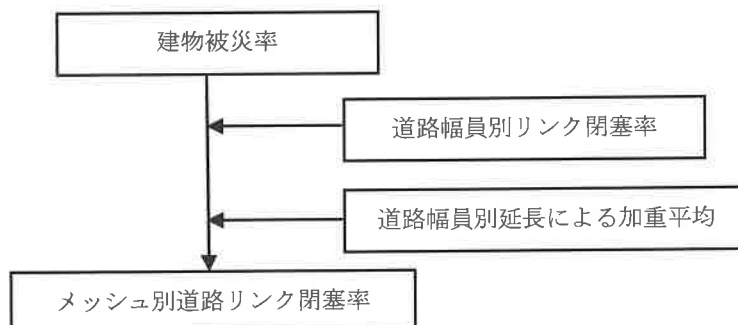 建物被災率
道路幅員別リンク閉塞率
道路幅員別延長による加重平均
メッシュ別道路リンク閉塞率